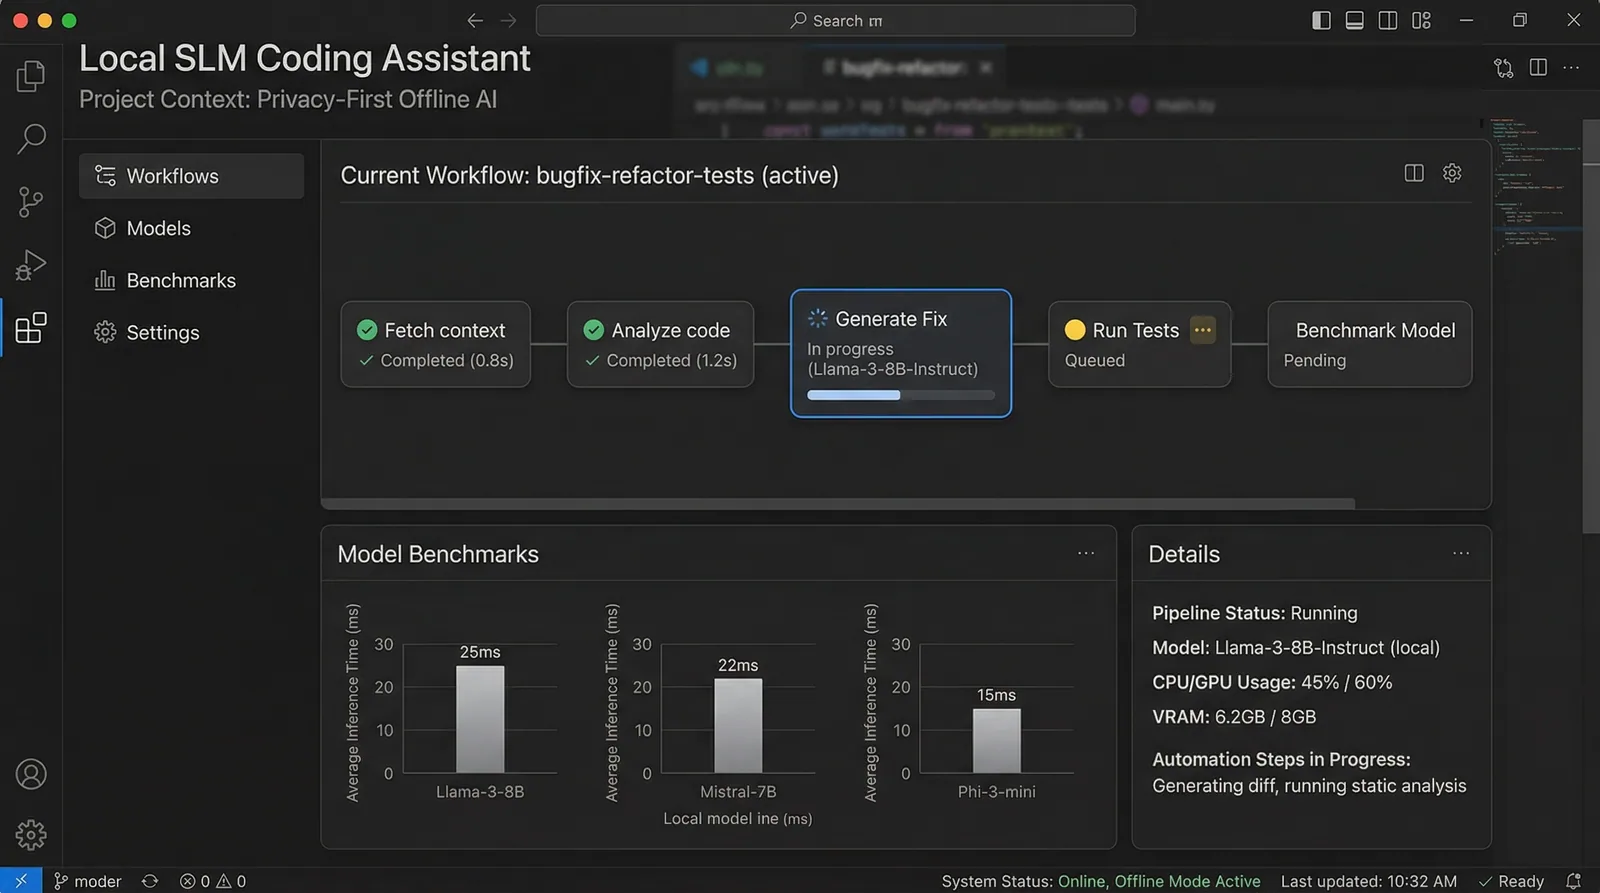 Search m
Local SLM Coding Assistant
Project Context: Privacy-First Offline AI
Workflows
Models
Benchmarks
Settings
Current Workflow: bugfix-refactor-tests (active)
Fetch context
Completed (0.8s)
Analyze code
Completed (1.2s)
Generate Fix
In progress
(Llama-3-8B-Instruct)
Run Tests
Queued
Benchmark Model
Pending
Model Benchmarks
Average Inference Time (ms)
30
20
10
0
25ms
Llama-3-8B
Average Inference Time (ms)
30
20
10
0
22ms
Mistral-7B
Average Inference Time (ms)
30
20
10
0
15ms
Phi-3-mini
Local model ine (ms)
Details
Pipeline Status: Running
Model: Llama-3-8B-Instruct (local)
CPU/GPU Usage: 45% / 60%
VRAM: 6.2GB / 8GB
Automation Steps in Progress:
Generating diff, running static analysis
moder
0
0
System Status: Online, Offline Mode Active
Last updated: 10:32 AM
Ready